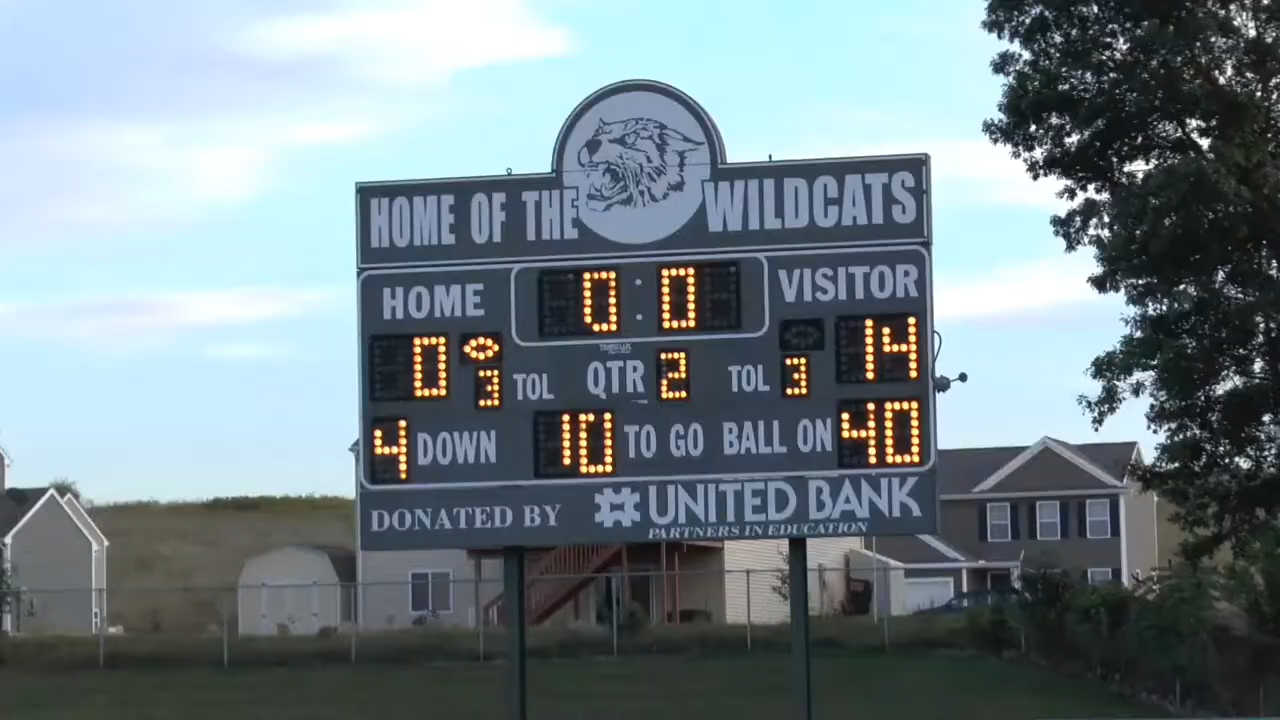 HOME OF THE WILDCATS
HOME 0:0 VISITOR
0 3 TOL QTR 2 TOL 3 14
4 DOWN 10 TO GO BALL ON 40
DONATED BY UNITED BANK
PARTNERS IN EDUCATION